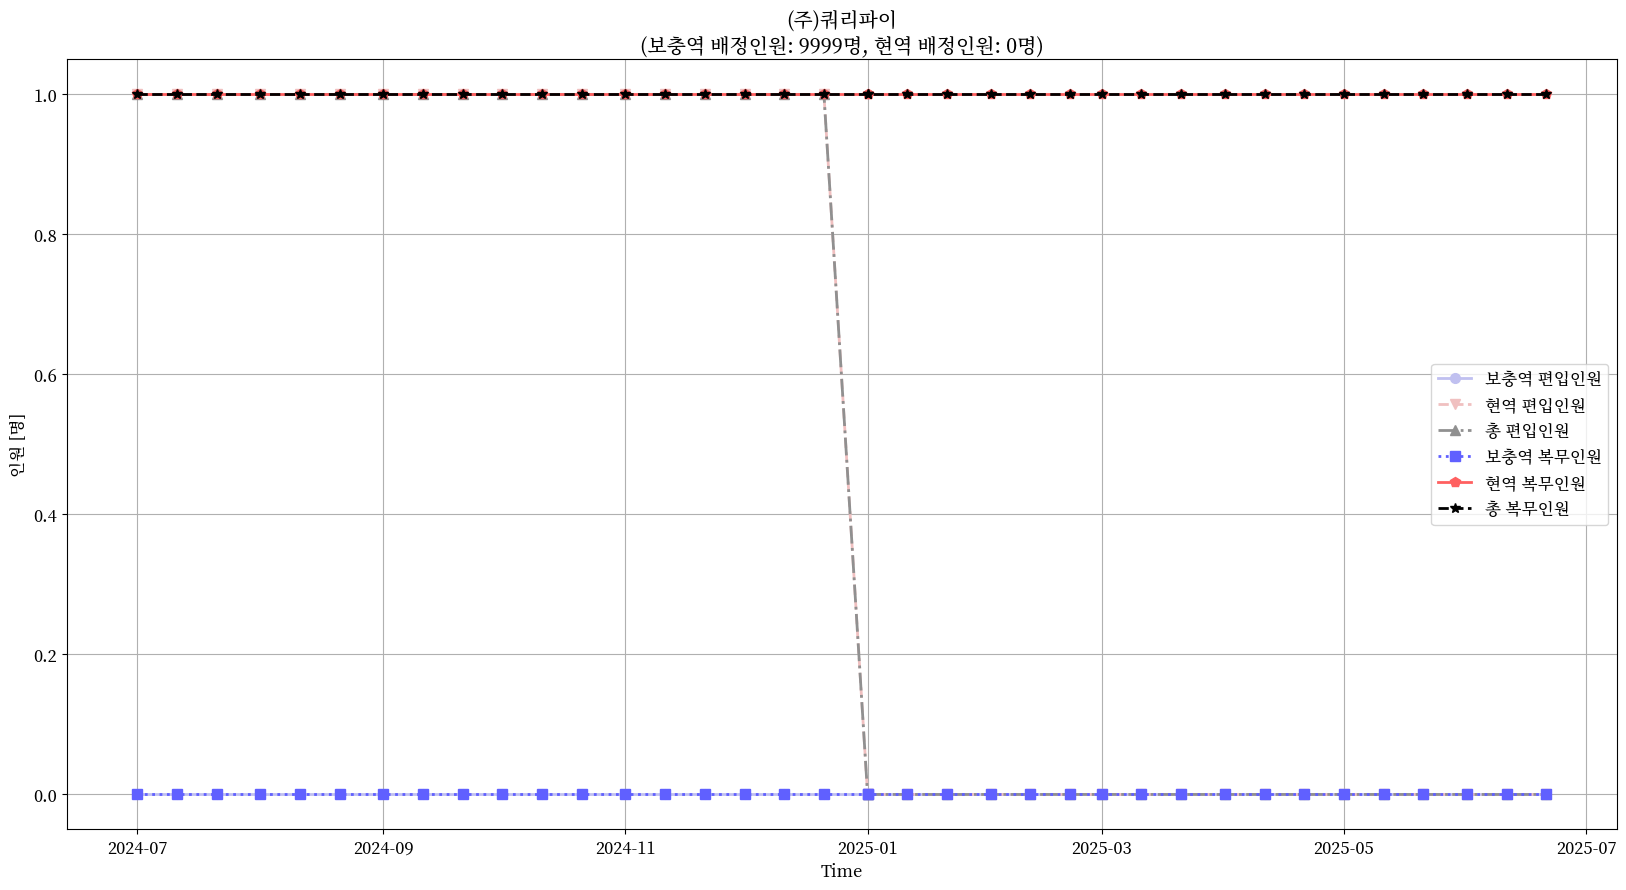 (주)쿼리파이
(보충역 배정인원: 9999명, 현역 배정인원: 0명)
1.0
0.8
0.6
0.4
0.2
0.0
인원 [명]
보충역 편입인원
현역 편입인원
총 편입인원
보충역 복무인원
현역 복무인원
총 복무인원
2024-07
2024-09
2024-11
2025-01
2025-03
2025-05
2025-07
Time